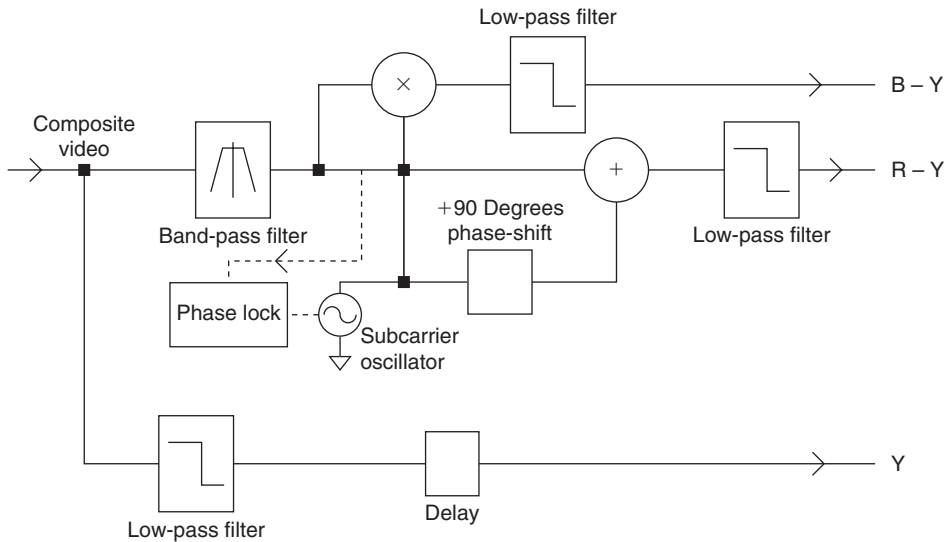 Low-pass filter
×
B – Y
Composite
video
R – Y
+
+90 Degrees
phase-shift
Band-pass filter
Low-pass filter
Phase lock
Subcarrier
oscillator
Y
Low-pass filter
Delay